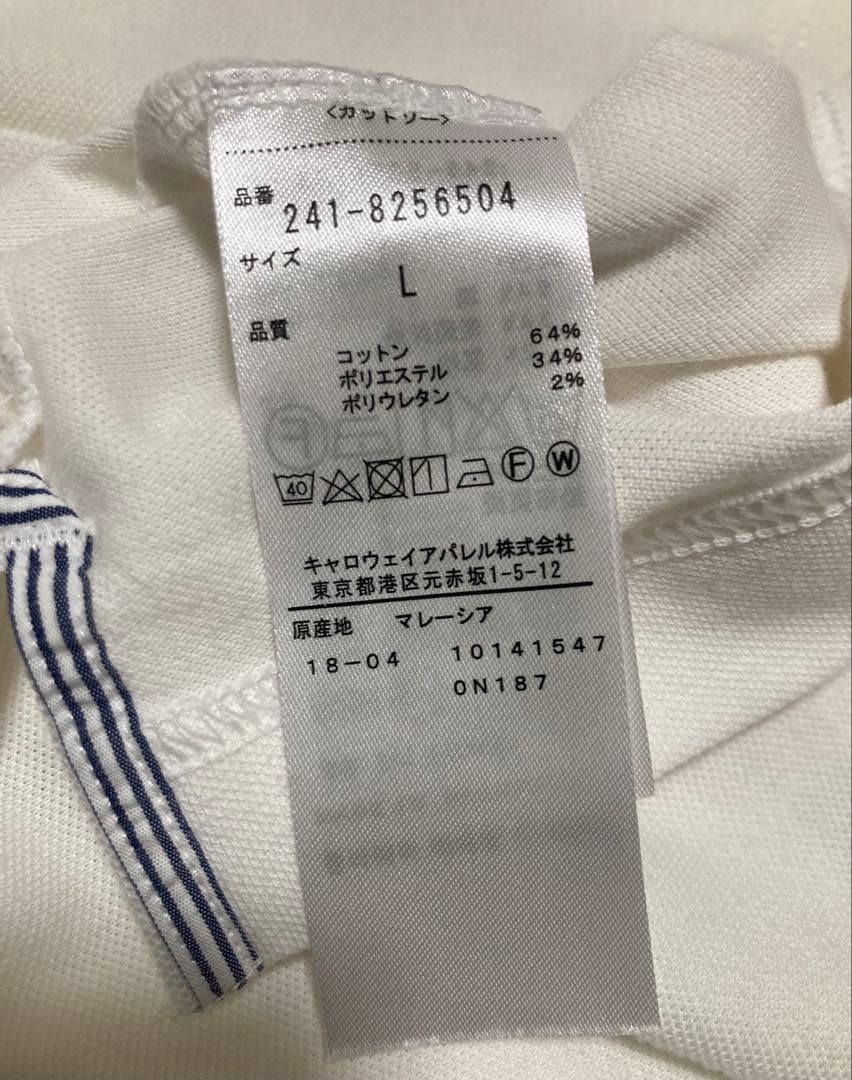 <カットソー>
品番 241-8256504
サイズ
L
品質
コットン 64%
ポリエステル 34%
ポリウレタン 2%
40 F W
キャロウェイアパレル株式会社
東京都港区元赤坂1-5-12
原産地 マレーシア
18-04 10141547
0N187